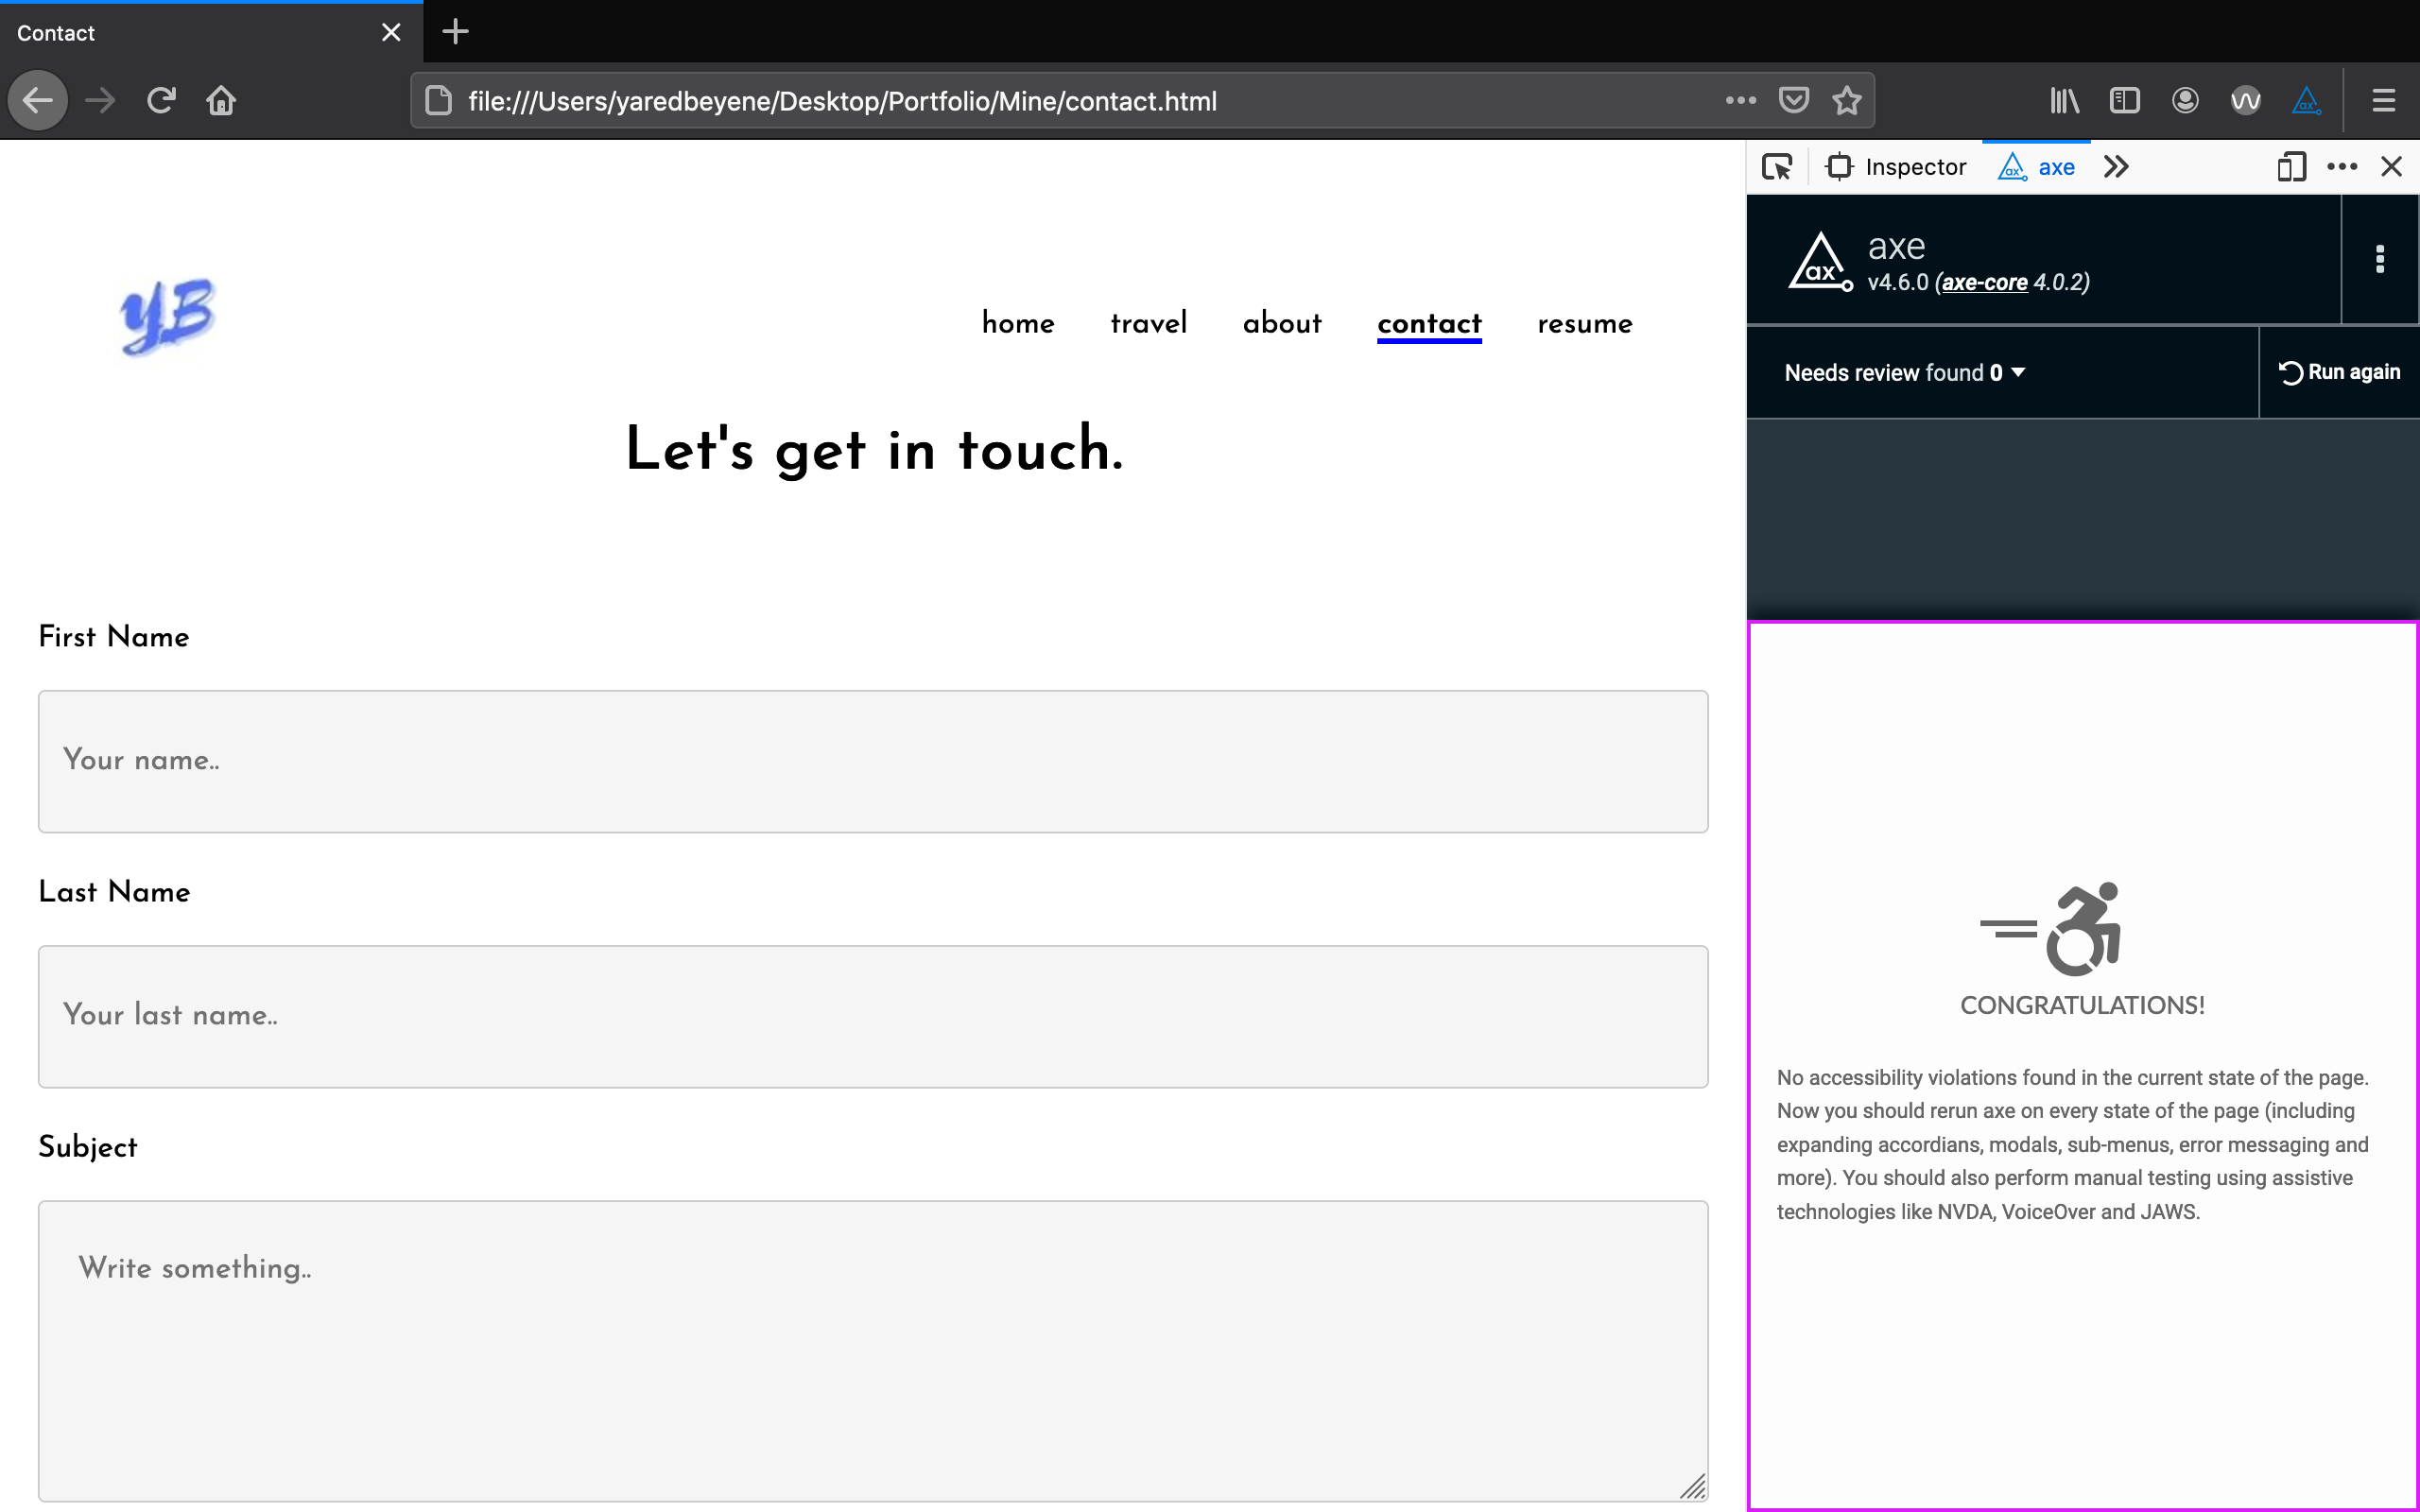 Contact
file:///Users/yaredbeyene/Desktop/Portfolio/Mine/contact.html
YB
home travel about contact resume
Let's get in touch.
First Name
Your name..
Last Name
Your last name..
Subject
Write something..
Inspector
ax
axe
ax
axe
v4.6.0 (axe-core 4.0.2)
Needs review found 0
Run again
CONGRATULATIONS!
No accessibility violations found in the current state of the page.
Now you should rerun axe on every state of the page (including
expanding accordians, modals, sub-menus, error messaging and
more). You should also perform manual testing using assistive
technologies like NVDA, VoiceOver and JAWS.